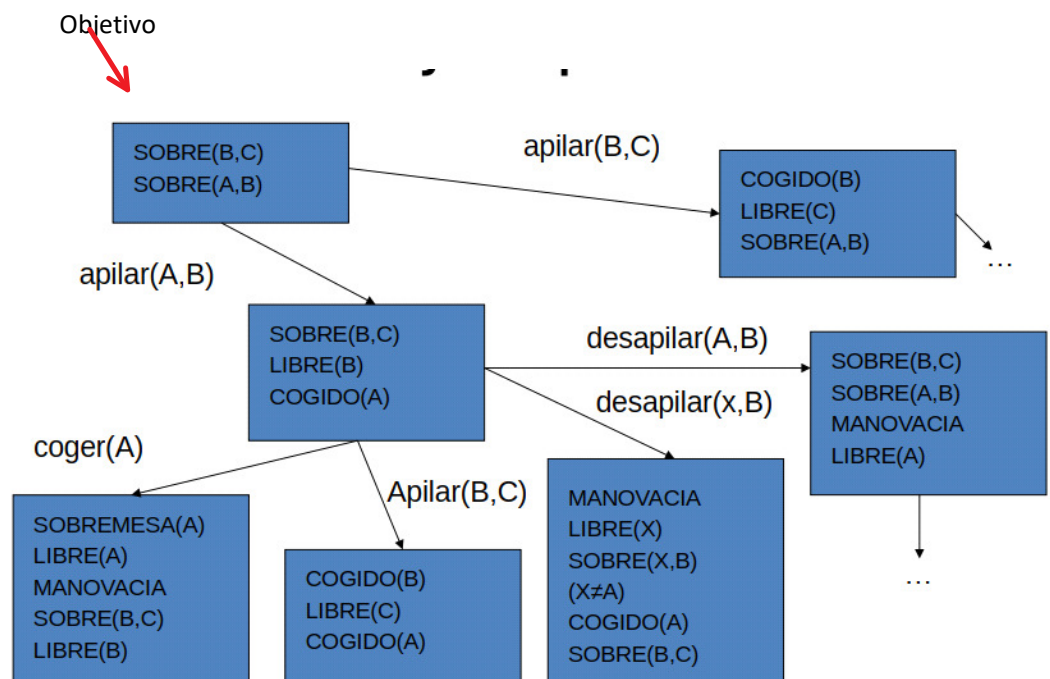 Objetivo
SOBRE(B,C)
SOBRE(A,B)
apilar(B,C)
COGIDO(B)
LIBRE(C)
SOBRE(A,B)
...
apilar(A,B)
SOBRE(B,C)
LIBRE(B)
COGIDO(A)
desapilar(A,B)
SOBRE(B,C)
SOBRE(A,B)
MANOVACIA
LIBRE(A)
...
desapilar(x,B)
coger(A)
SOBREMESA(A)
LIBRE(A)
MANOVACIA
SOBRE(B,C)
LIBRE(B)
Apilar(B,C)
COGIDO(B)
LIBRE(C)
COGIDO(A)
MANOVACIA
LIBRE(X)
SOBRE(X,B)
(X≠A)
COGIDO(A)
SOBRE(B,C)